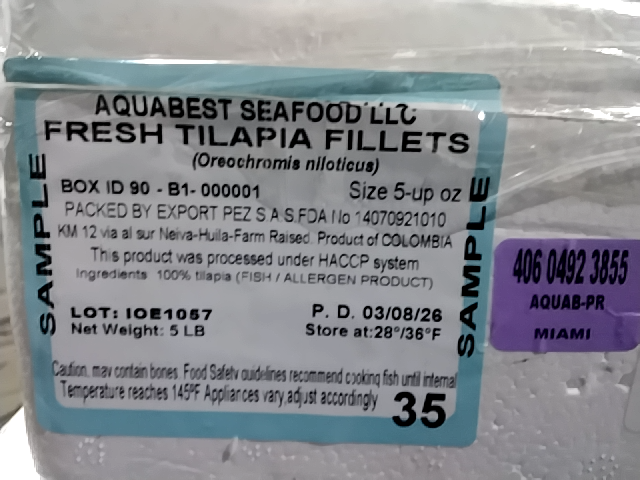 AQUABEST SEAFOOD LLC
FRESH TILAPIA FILLETS
(Oreochromis niloticus)
BOX ID 90 - B1- 000001
Size 5-up oz
PACKED BY EXPORT PEZ S.A.S.FDA No 14070921010
KM 12 via al sur Neiva-Huila-Farm Raised. Product of COLOMBIA
This product was processed under HACCP system
Ingredients 100% tilapia (FISH / ALLERGEN PRODUCT)
LOT: IOE1057
P. D. 03/08/26
Net Weight: 5 LB
Store at:28°/36°F
Caution, may contain bones. Food Safety guidelines recommend cooking fish until internal
Temperature reaches 145ºF Appliances vary,adjust accordingly
35
SAMPLE
SAMPLE
406 0492 3855
AQUAB-PR
MIAMI